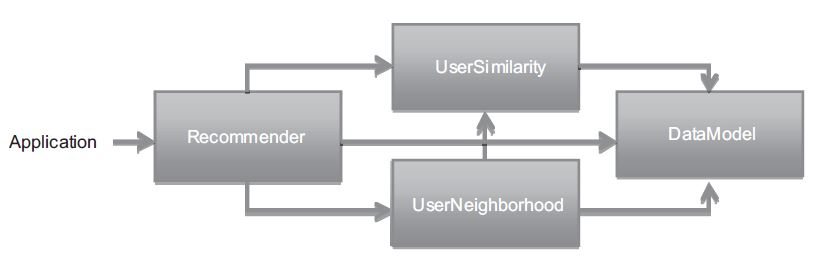 UserSimilarity
Application
Recommender
DataModel
UserNeighborhood